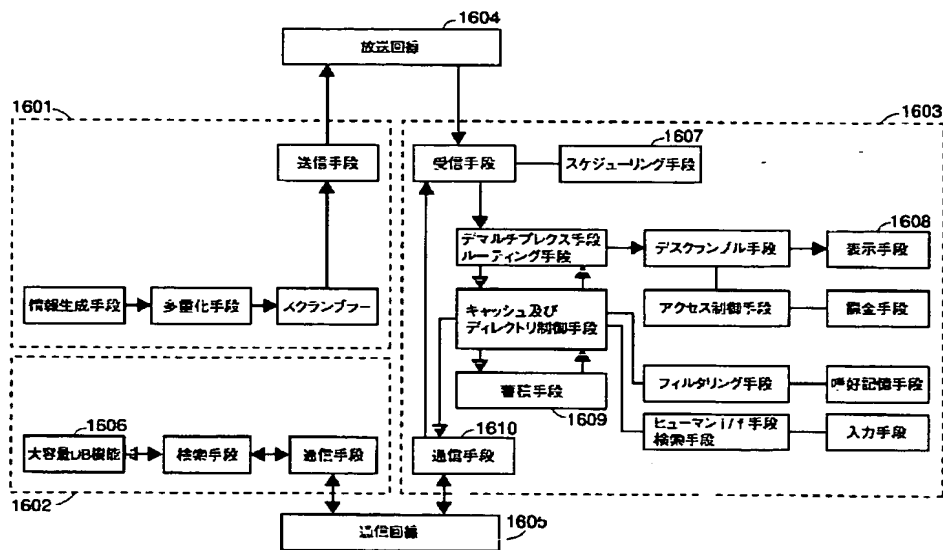 1604
放送回線
1601
1603
1607
送信手段
受信手段
スケジューリング手段
1608
デマルチプレクス手段
ルーティング手段
デスクランブル手段
表示手段
情報生成手段
多重化手段
スクランブラー
キャッシュ及び
ディレクトリ制御手段
アクセス制御手段
課金手段
蓄積手段
1609
フィルタリング手段
嗜好記憶手段
1606
大容量DB機能
検索手段
通信手段
1610
通信手段
ヒューマンi/f手段
検索手段
入力手段
1602
通信回線
1605